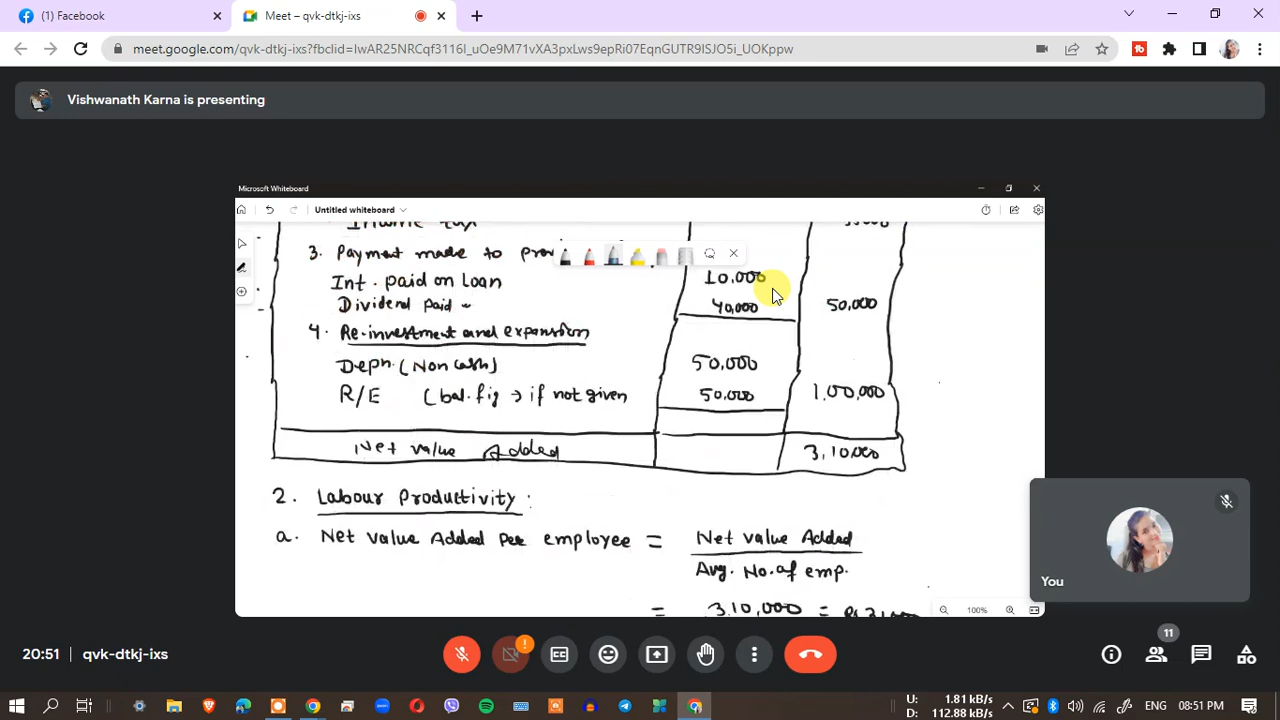 Facebook
Meet – qvk-dtkj-ixs
meet.google.com/qvk-dtkj-ixs?fbclid=IwAR25NRCqf3T16l_uOe9M71vXA3pxLws9epRi07EqnGUTR9lSJO5i_UOKppw
Vishwanath Karna is presenting
Microsoft Whiteboard
Untitled whiteboard
3. Payment made to
Int. paid on loan 10,000
Dividend paid 40,000 50,000
4. Re-investment and expansion
Depn. (Non cash) 50,000
R/E (bal. fig → if not given 50,000 1,00,000
Net value Added 3,10,000
2. Labour Productivity :
a. Net value Added Per employee = Net value Added
Avg. No. of emp.
= 3,10,000 =
100%
You
20:51 | qvk-dtkj-ixs
CC
11
U: 1.81 kB/s
D: 112.88 kB/s
ENG
08:51 PM